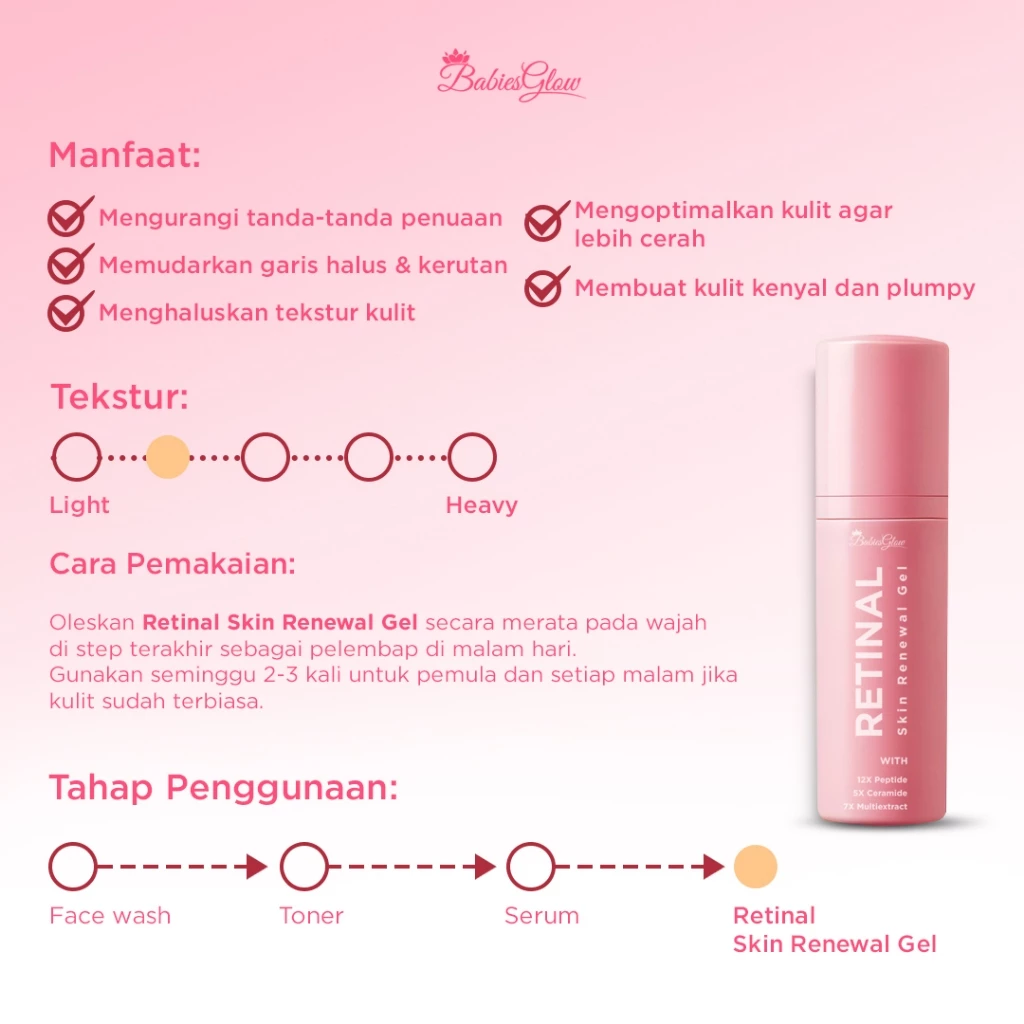 BabiesGlow
Manfaat:
Mengurangi tanda-tanda penuaan
Memudarkan garis halus & kerutan
Menghaluskan tekstur kulit
Mengoptimalkan kulit agar
lebih cerah
Membuat kulit kenyal dan plumpy
Tekstur:
Light
Heavy
Cara Pemakaian:
Oleskan Retinal Skin Renewal Gel secara merata pada wajah
di step terakhir sebagai pelembap di malam hari.
Gunakan seminggu 2-3 kali untuk pemula dan setiap malam jika
kulit sudah terbiasa.
BabiesGlow
RETINAL
Skin Renewal Gel
WITH
12X Peptide
5X Ceramide
7X Multiextract
Tahap Penggunaan:
Face wash
Toner
Serum
Retinal
Skin Renewal Gel